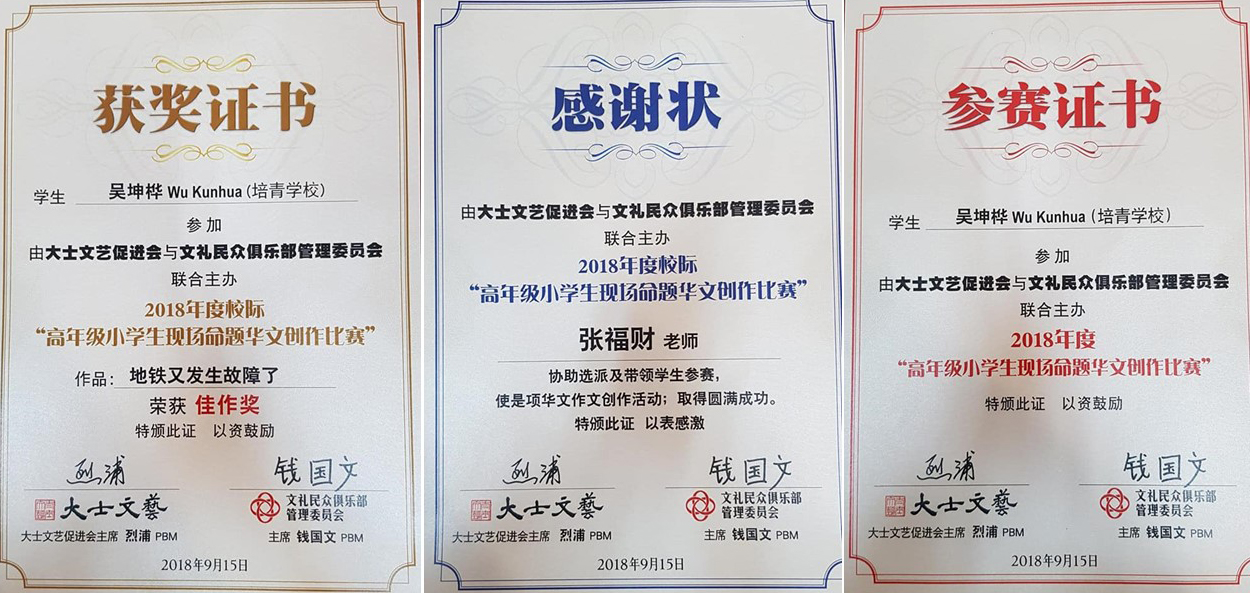 获奖证书
学生 吴坤桦 Wu Kunhua (培青学校)
参加
由大士文艺促进会与文礼民众俱乐部管理委员会
联合主办
2018年度校际
“高年级小学生现场命题华文创作比赛”
作品：地铁又发生故障了
荣获 佳作奖
特颁此证 以资鼓励
烈浦
钱国文
大士文藝
文礼民众俱乐部
管理委员会
大士文艺促进会主席 烈浦 PBM
主席 钱国文 PBM
2018年9月15日
感谢状
由大士文艺促进会与文礼民众俱乐部管理委员会
联合主办
2018年度校际
“高年级小学生现场命题华文创作比赛”
张福财 老师
协助选派及带领学生参赛，
使是项华文作文创作活动；取得圆满成功。
特颁此证 以表感激
烈浦
钱国文
大士文藝
文礼民众俱乐部
管理委员会
大士文艺促进会主席 烈浦 PBM
主席 钱国文 PBM
2018年9月15日
参赛证书
学生 吴坤桦 Wu Kunhua (培青学校)
参加
由大士文艺促进会与文礼民众俱乐部管理委员会
联合主办
2018年度
“高年级小学生现场命题华文创作比赛”
特颁此证 以资鼓励
烈浦
钱国文
大士文藝
文礼民众俱乐部
管理委员会
大士文艺促进会主席 烈浦 PBM
主席 钱国文 PBM
2018年9月15日